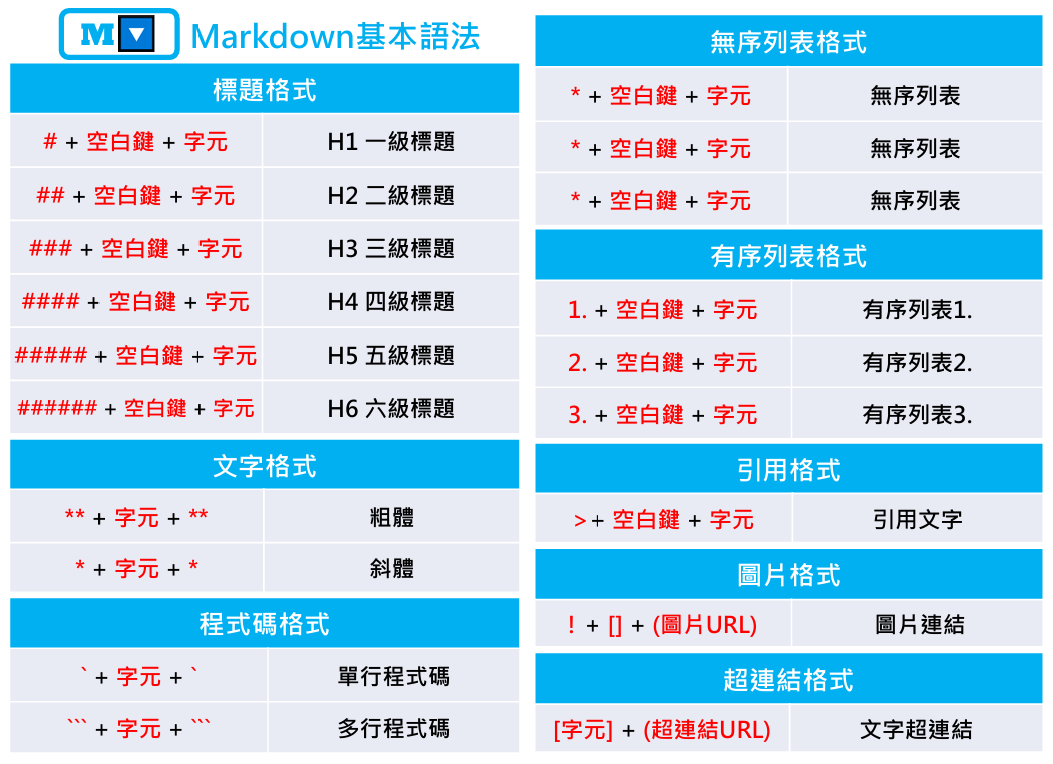 M▼ Markdown基本語法
標題格式
# + 空白鍵 + 字元 H1 一級標題
## + 空白鍵 + 字元 H2 二級標題
### + 空白鍵 + 字元 H3 三級標題
#### + 空白鍵 + 字元 H4 四級標題
##### + 空白鍵 + 字元 H5 五級標題
###### + 空白鍵 + 字元 H6 六級標題
文字格式
** + 字元 + ** 粗體
* + 字元 + * 斜體
程式碼格式
` + 字元 + ` 單行程式碼
``` + 字元 + ``` 多行程式碼
無序列表格式
* + 空白鍵 + 字元 無序列表
* + 空白鍵 + 字元 無序列表
* + 空白鍵 + 字元 無序列表
有序列表格式
1. + 空白鍵 + 字元 有序列表1.
2. + 空白鍵 + 字元 有序列表2.
3. + 空白鍵 + 字元 有序列表3.
引用格式
> + 空白鍵 + 字元 引用文字
圖片格式
! + [] + (圖片URL) 圖片連結
超連結格式
[字元] + (超連結URL) 文字超連結